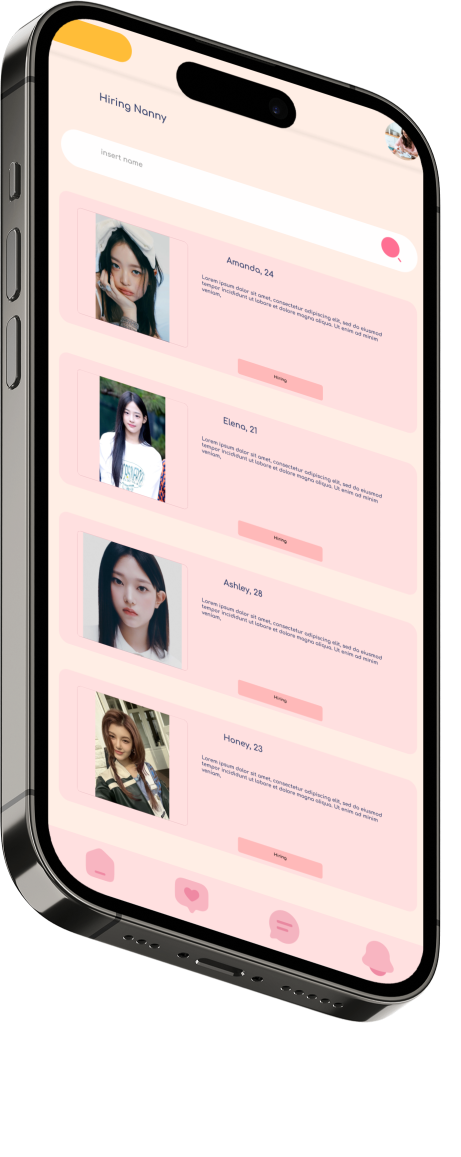 Hiring Nanny
insert name
Amanda, 24
Lorem ipsum dolor sit amet, consectetur adipiscing elit, sed do eiusmod
tempor incididunt ut labore et dolore magna aliqua. Ut enim ad minim
veniam,
Hiring
Elena, 21
Lorem ipsum dolor sit amet, consectetur adipiscing elit, sed do eiusmod
tempor incididunt ut labore et dolore magna aliqua. Ut enim ad minim
veniam,
Hiring
Ashley, 28
Lorem ipsum dolor sit amet, consectetur adipiscing elit, sed do eiusmod
tempor incididunt ut labore et dolore magna aliqua. Ut enim ad minim
veniam,
Hiring
Honey, 23
Lorem ipsum dolor sit amet, consectetur adipiscing elit, sed do eiusmod
tempor incididunt ut labore et dolore magna aliqua. Ut enim ad minim
veniam,
Hiring